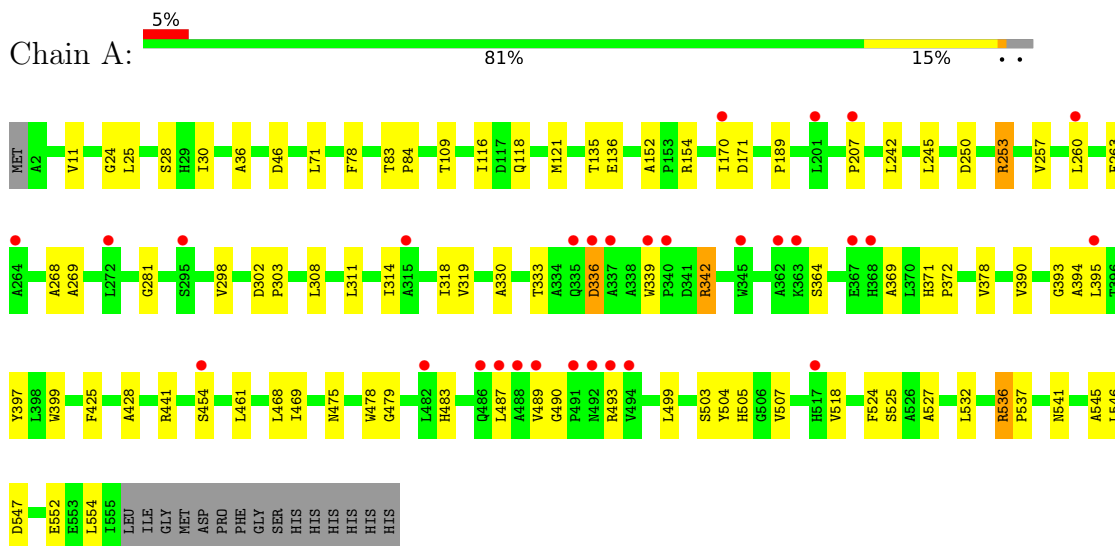 5%
Chain A:
81% 15% • •
MET A2 V11 G24 L25 S28 H29 I30 A36 D46 L71 F78 T83 P84 T109 I116 D117 Q118 M121 T135 E136 A152 P153 R154 I170 D171 P189 L201 P207 L242 L245 D250 R253 V257 L260
A264 A268 A269 L272 G281 S295 V298 D302 P303 L308 L311 I314 A315 I318 V319 A330 T333 A334 Q335 D336 A337 A338 W339 P340 D341 R342 W345 A362 K363 S364 E367 H368 A369 L370 H371 P372 V378 V390 G393 A394 L395
Y397 L398 W399 F425 A428 R441 S454 L461 L468 I469 N475 W478 G479 L482 H483 Q486 L487 A488 V489 G490 P491 N492 R493 V494 L499 S503 Y504 H505 G506 V507 H517 V518 F524 S525 A526 A527 L532 R536 P537 N541 A545
D547 E552 E553 L554 I555 LEU ILE GLY MET ASP PRO PHE GLY SER HIS HIS HIS HIS HIS HIS